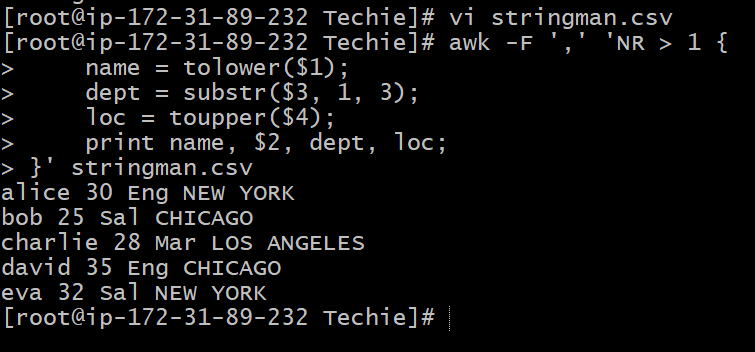 [root@ip-172-31-89-232 Techie]# vi stringman.csv
[root@ip-172-31-89-232 Techie]# awk -F ',' 'NR > 1 {
>     name = tolower($1);
>     dept = substr($3, 1, 3);
>     loc = toupper($4);
>     print name, $2, dept, loc;
> }' stringman.csv
alice 30 Eng NEW YORK
bob 25 Sal CHICAGO
charlie 28 Mar LOS ANGELES
david 35 Eng CHICAGO
eva 32 Sal NEW YORK
[root@ip-172-31-89-232 Techie]#